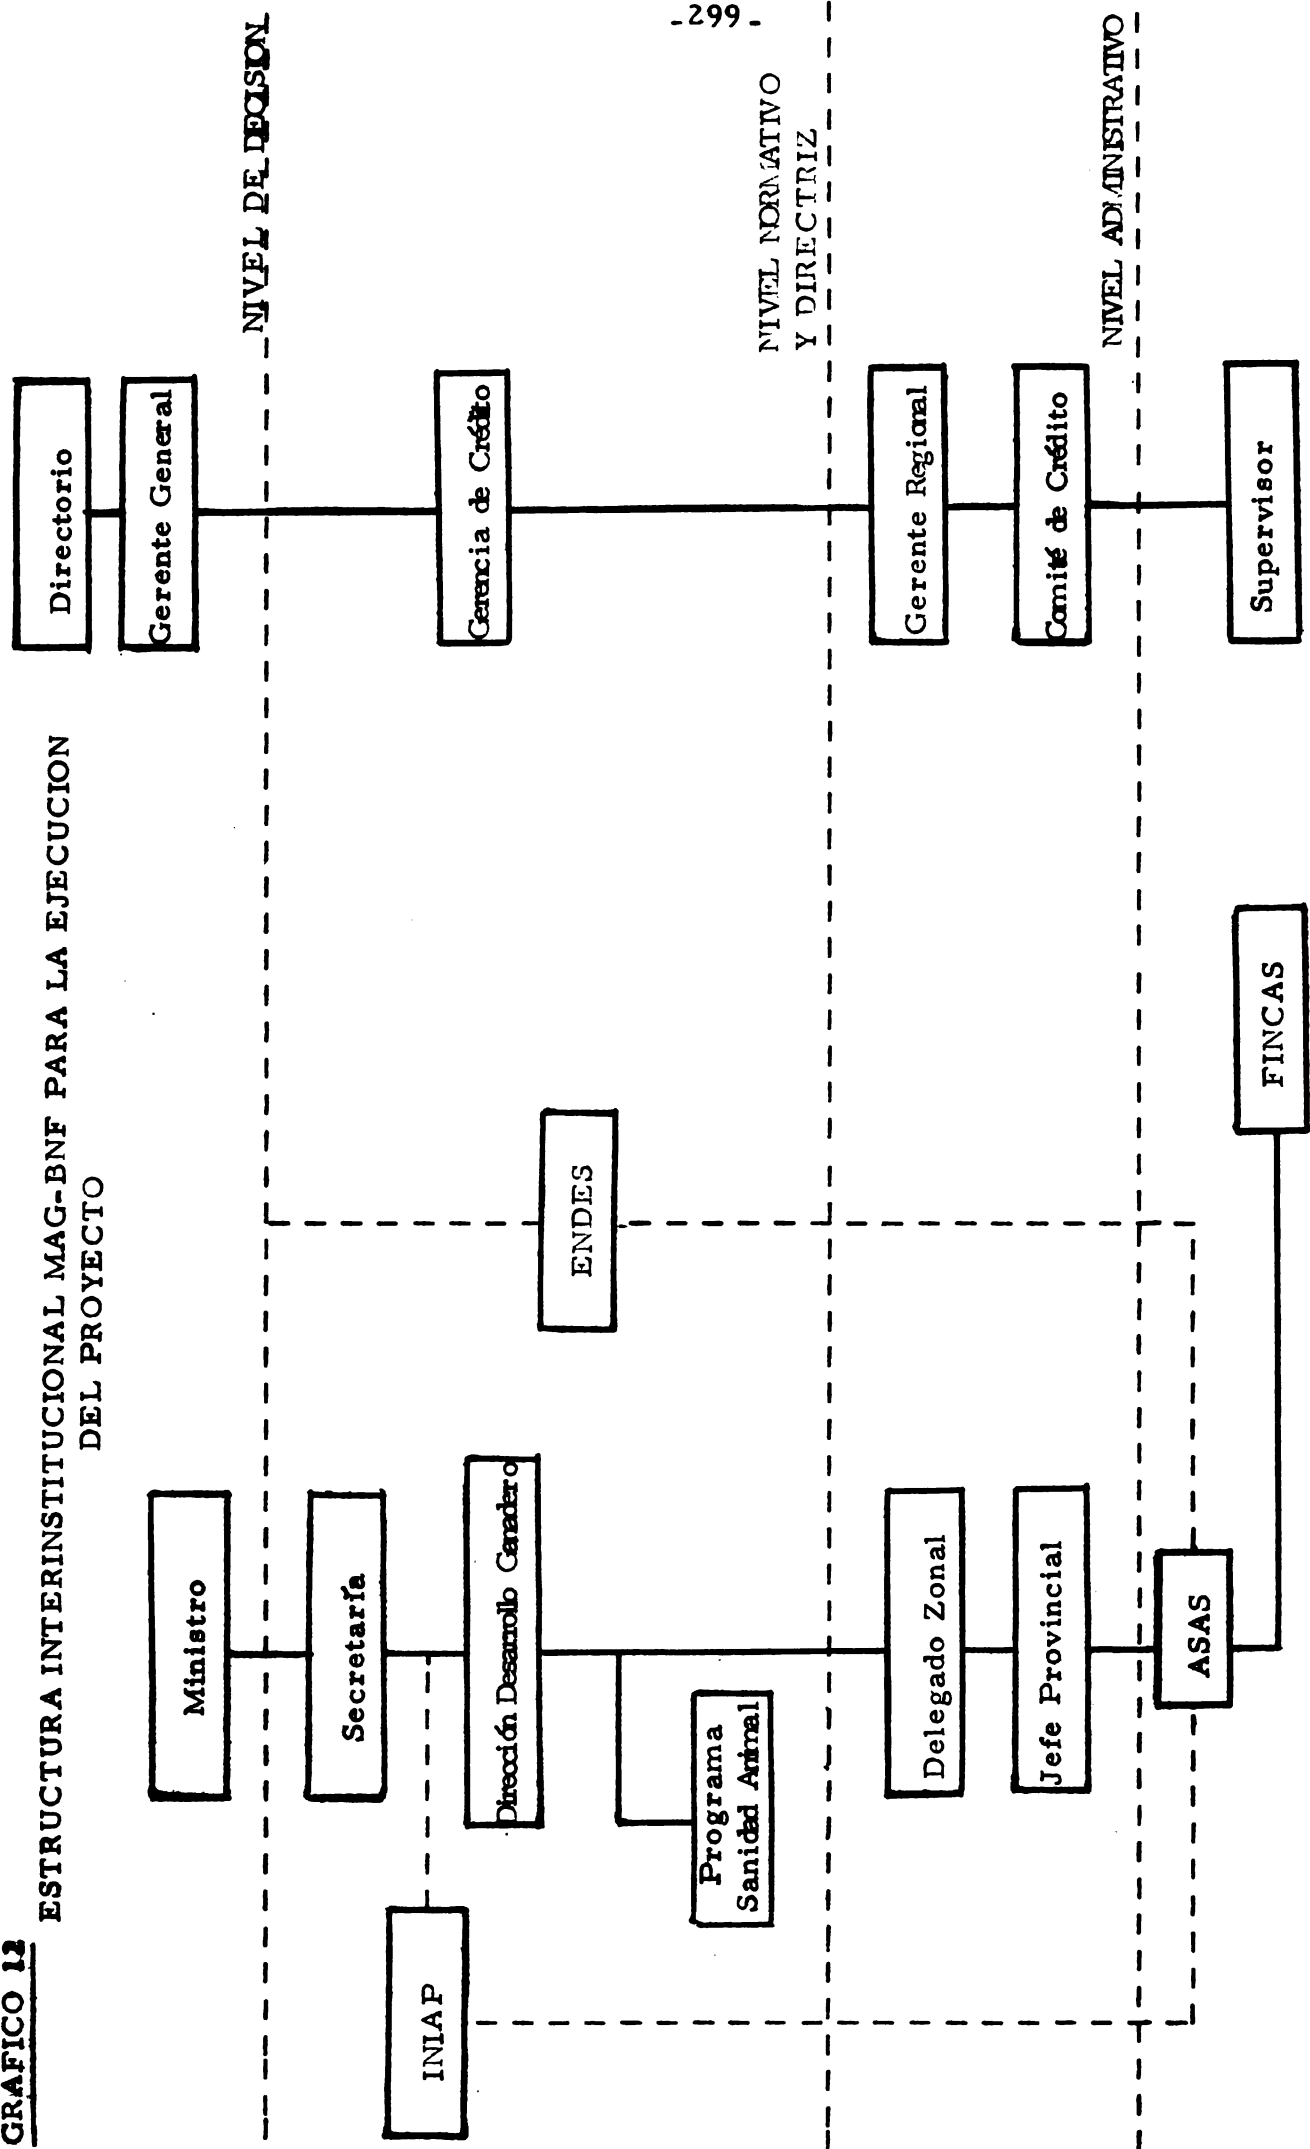 -299-
GRAFICO 12
ESTRUCTURA INTERINSTITUCIONAL MAG-BNF PARA LA EJECUCION
DEL PROYECTO
Directorio
Gerente General
Ministro
NIVEL DE DECISION
Secretaría
INIAP
Dirección Desarrollo Ganadero
Gerencia de Crédito
ENDES
Programa
Sanidad Animal
NIVEL NORMATIVO
Y DIRECTRIZ
Delegado Zonal
Gerente Regional
Jefe Provincial
Comité de Crédito
NIVEL ADMINISTRATIVO
ASAS
FINCAS
Supervisor